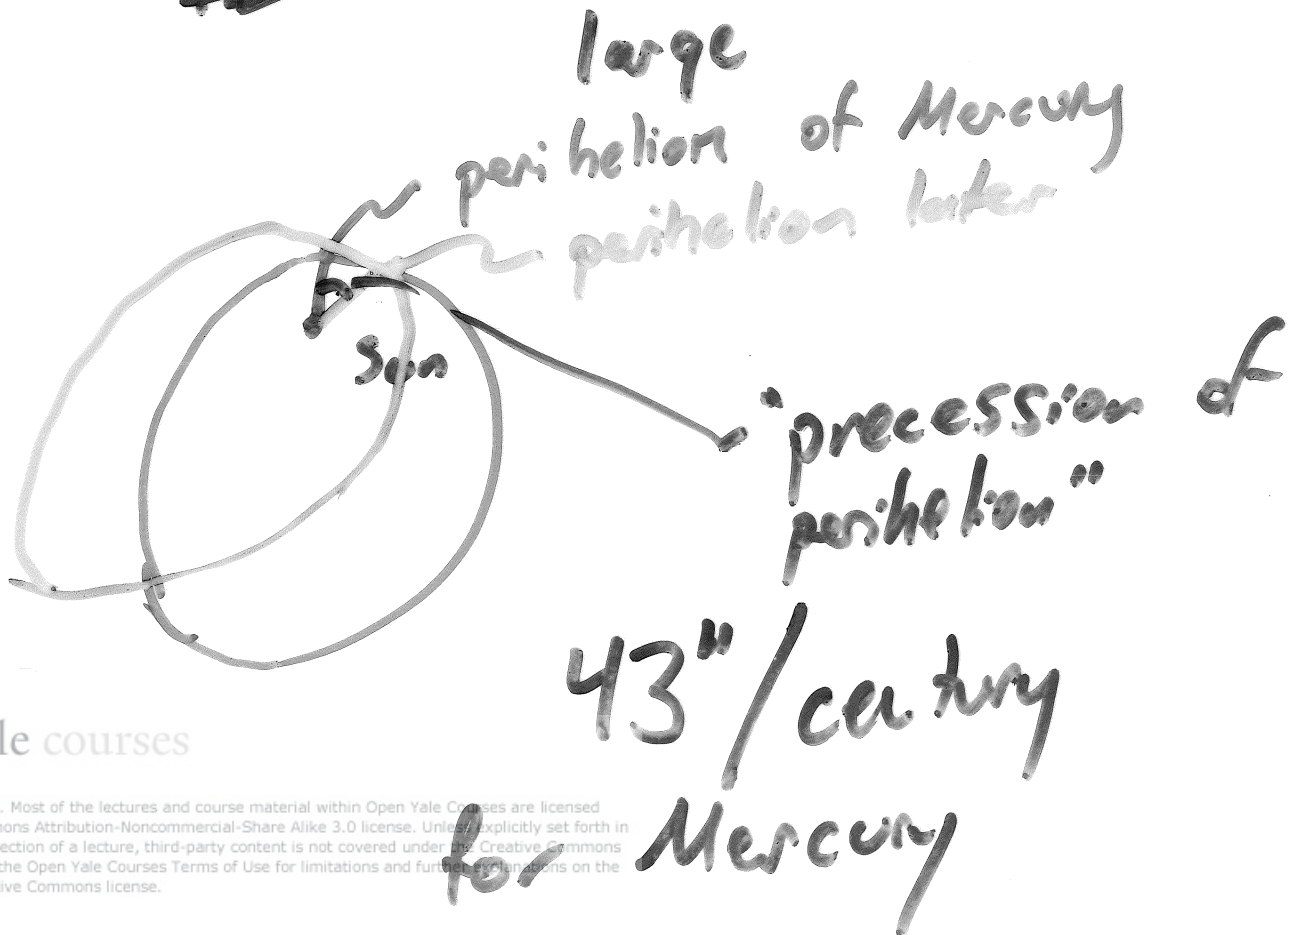 large
perihelion of Mercury
perihelion later
Sun
"precession of
perihelion"
43"/century
for Mercury
le courses
. Most of the lectures and course material within Open Yale Courses are licensed
mons Attribution-Noncommercial-Share Alike 3.0 license. Unless explicitly set forth in
ection of a lecture, third-party content is not covered under the Creative Commons
the Open Yale Courses Terms of Use for limitations and further explanations on the
ive Commons license.